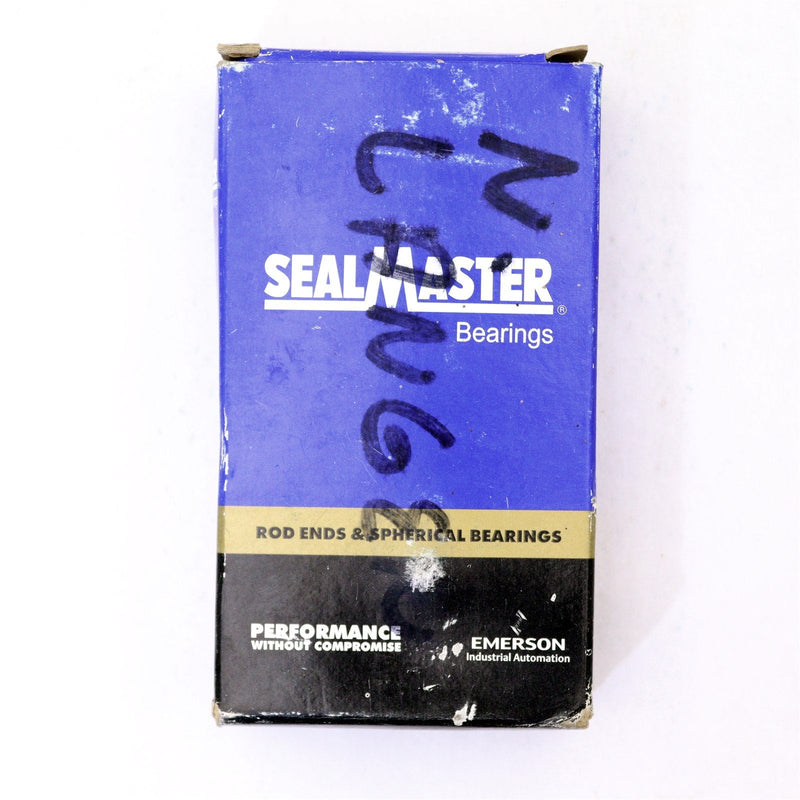 N.
SEALMASTER®
Bearings
ROD ENDS & SPHERICAL BEARINGS
PERFORMANCE
WITHOUT COMPROMISE
EMERSON
Industrial Automation